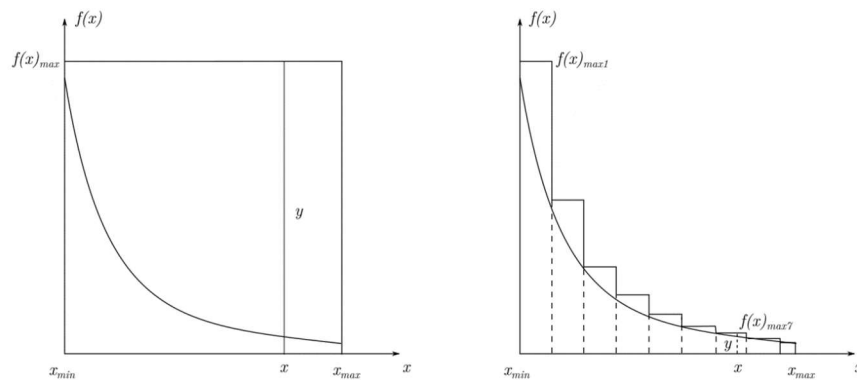 f(x)
f(x)max
y
xmin
x
xmax
x
f(x)
f(x)max1
f(x)max7
y
xmin
x
xmax